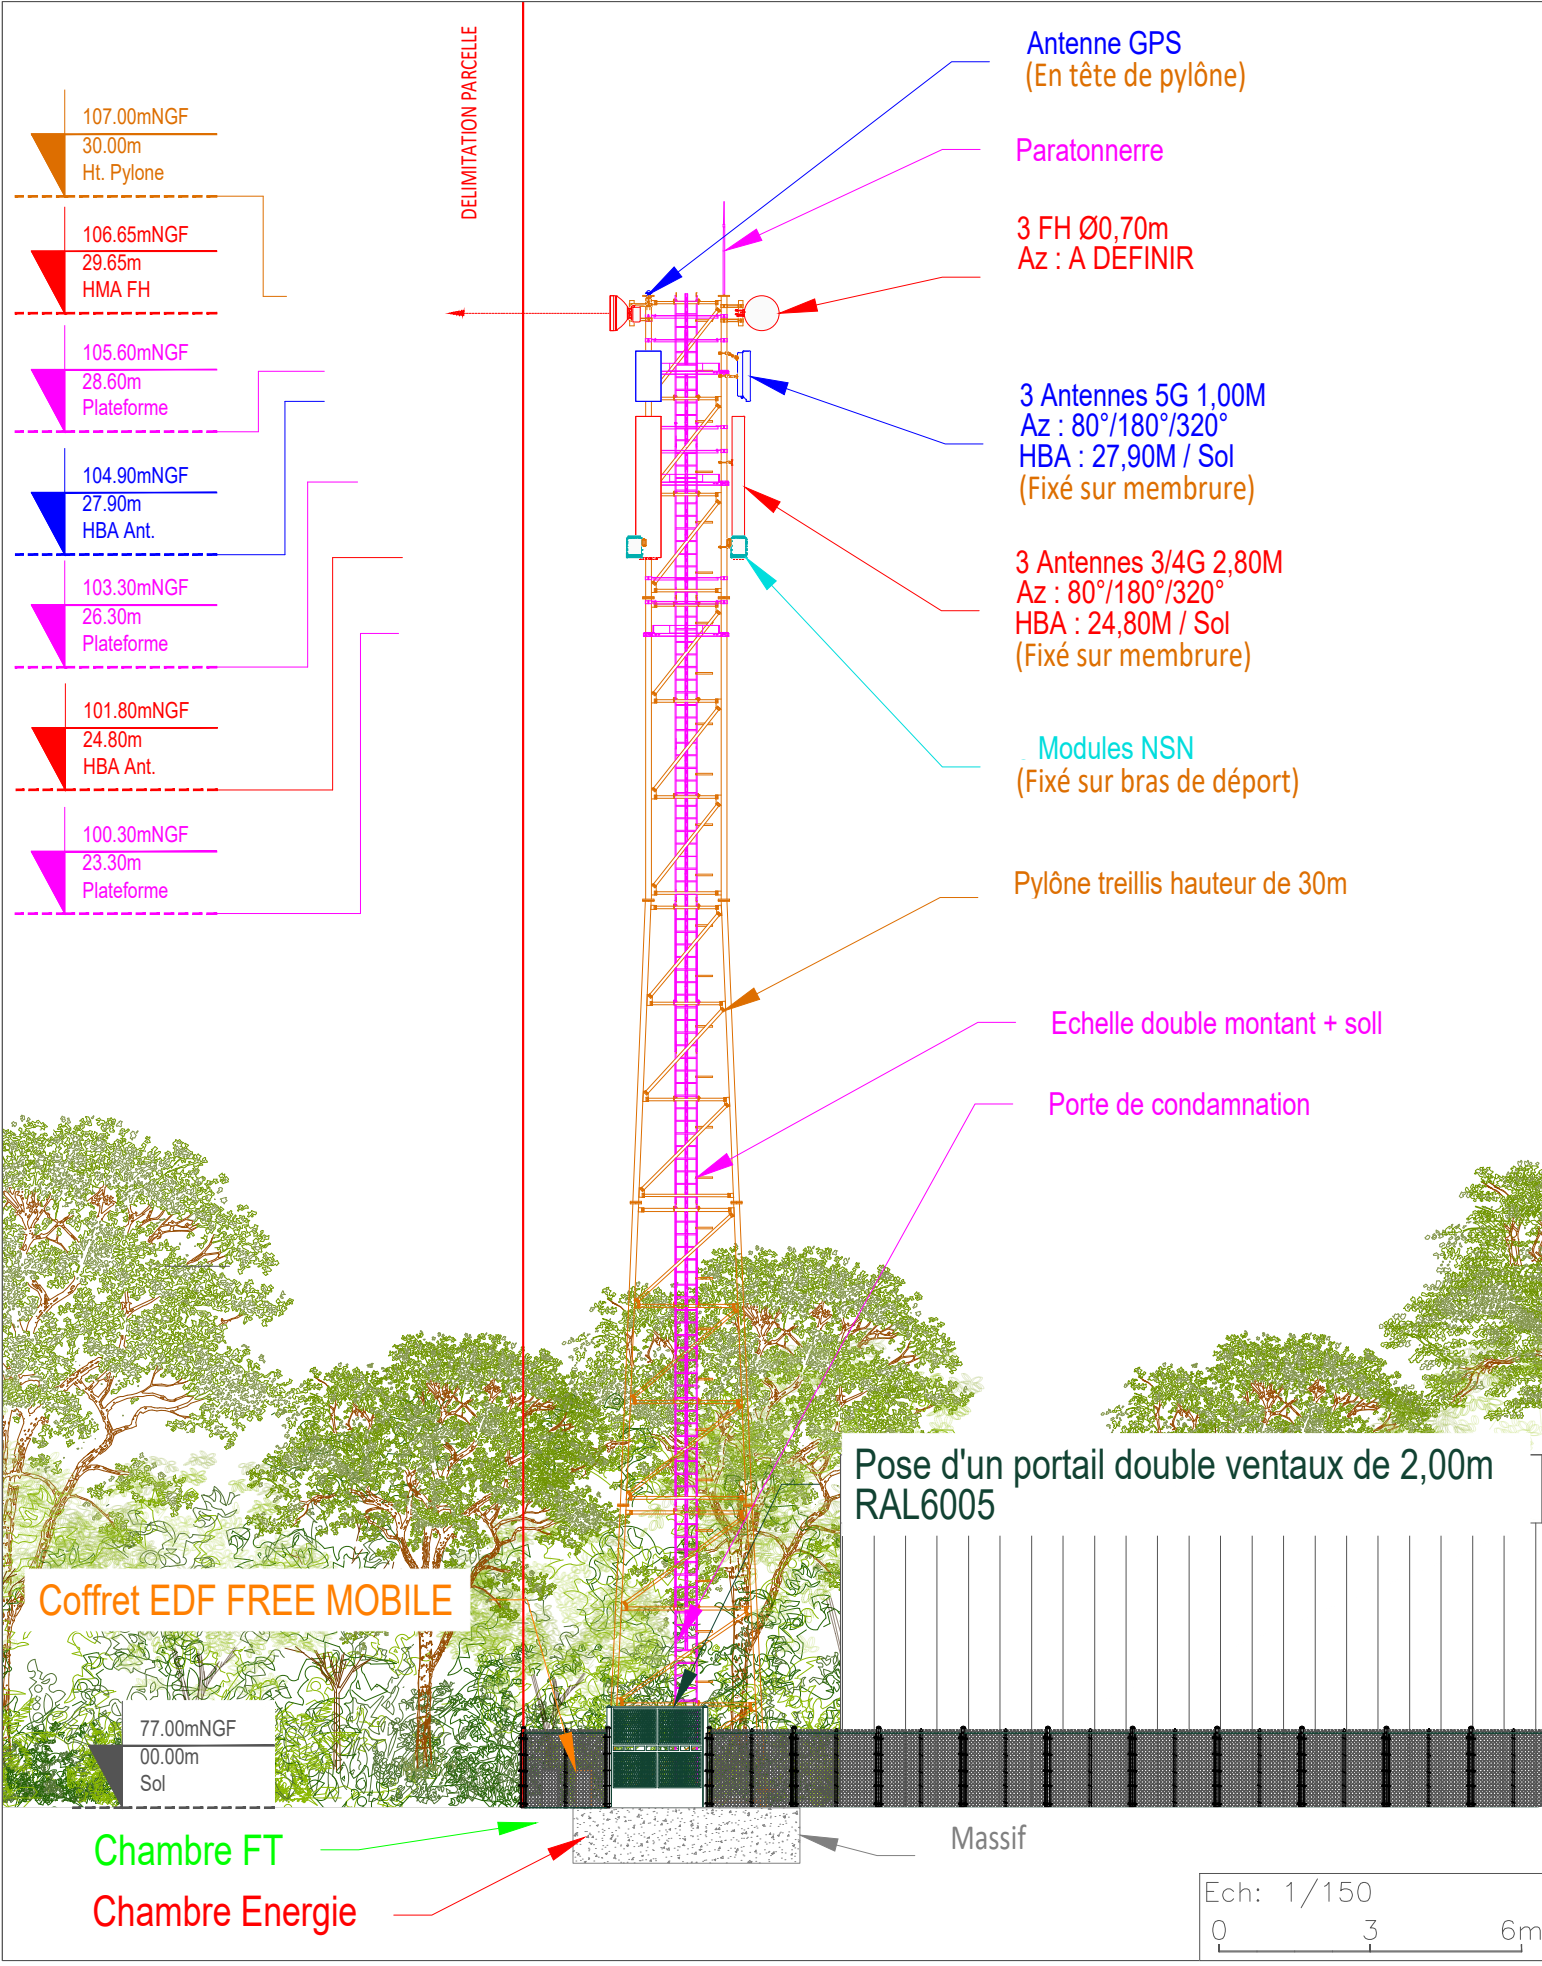 DELIMITATION PARCELLE
107.00mNGF
30.00m
Ht. Pylone
106.65mNGF
29.65m
HMA FH
105.60mNGF
28.60m
Plateforme
104.90mNGF
27.90m
HBA Ant.
103.30mNGF
26.30m
Plateforme
101.80mNGF
24.80m
HBA Ant.
100.30mNGF
23.30m
Plateforme
Antenne GPS
(En tête de pylône)
Paratonnerre
3 FH Ø0,70m
Az : A DEFINIR
3 Antennes 5G 1,00M
Az : 80°/180°/320°
HBA : 27,90M / Sol
(Fixé sur membrure)
3 Antennes 3/4G 2,80M
Az : 80°/180°/320°
HBA : 24,80M / Sol
(Fixé sur membrure)
Modules NSN
(Fixé sur bras de déport)
Pylône treillis hauteur de 30m
Echelle double montant + soll
Porte de condamnation
Pose d'un portail double ventaux de 2,00m
RAL6005
Coffret EDF FREE MOBILE
77.00mNGF
00.00m
Sol
Chambre FT
Chambre Energie
Massif
Ech: 1/150
0 3 6m